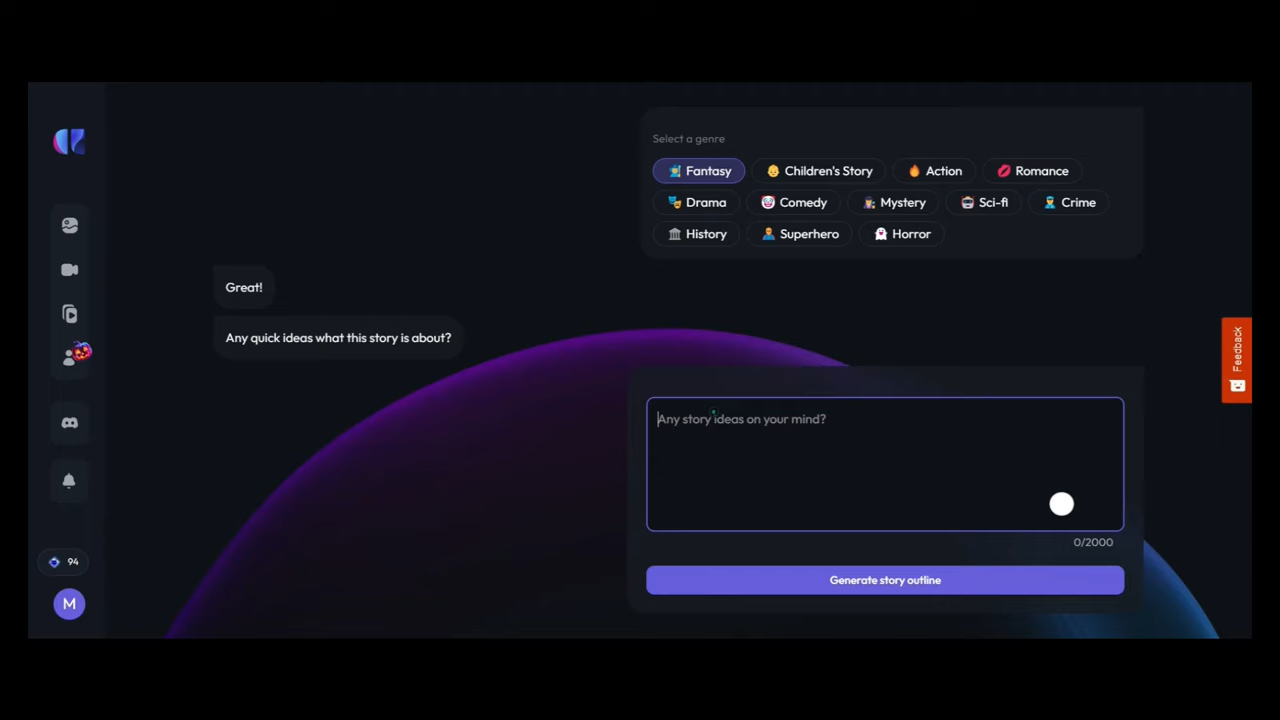 Select a genre
Fantasy
Children's Story
Action
Romance
Drama
Comedy
Mystery
Sci-fi
Crime
History
Superhero
Horror
Great!
Any quick ideas what this story is about?
Feedback
Any story ideas on your mind?
0/2000
Generate story outline
94
M